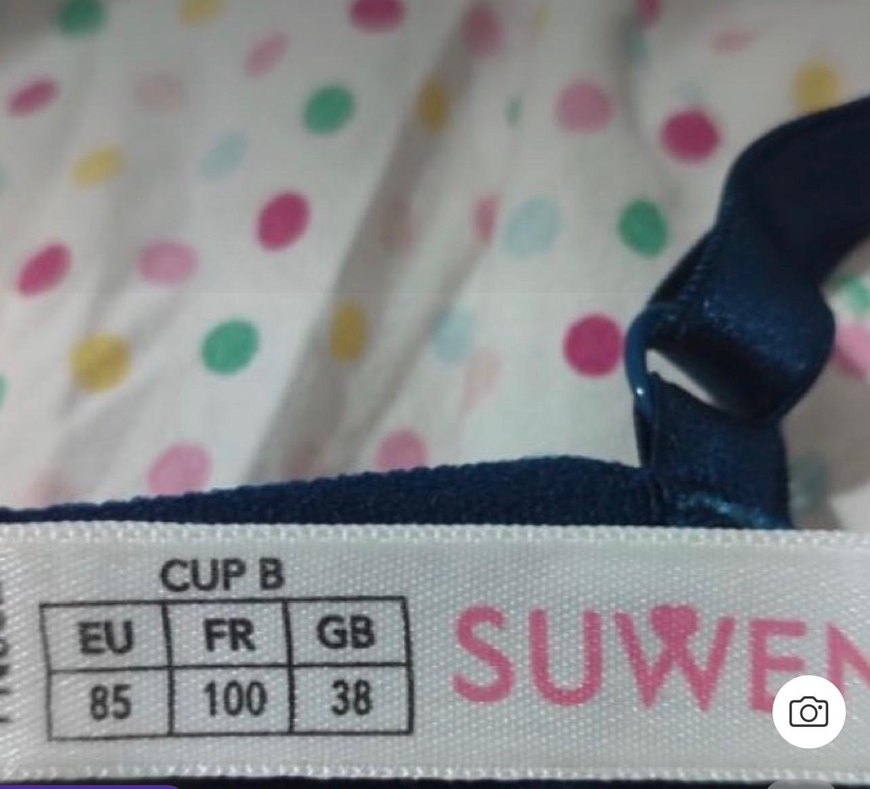 CUP B
EU FR GB
85 100 38
SUWEN